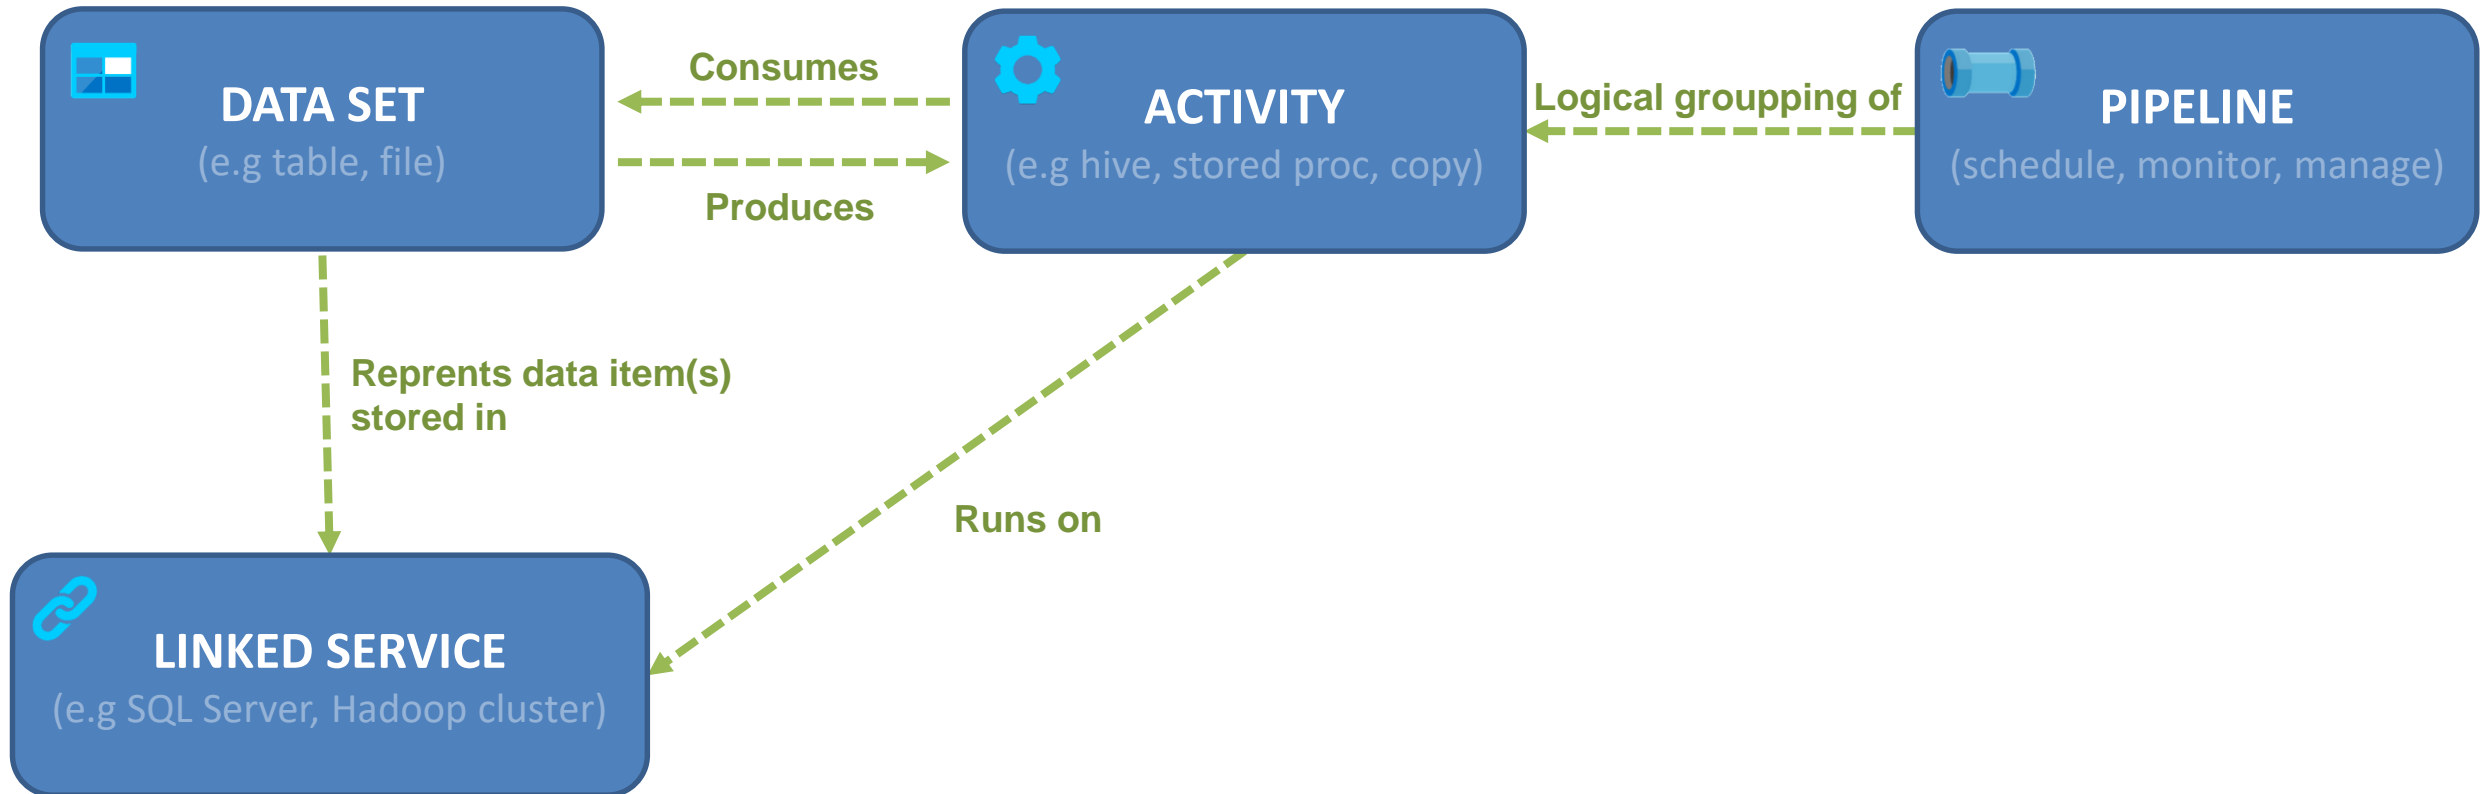 DATA SET
(e.g table, file)
Consumes
Produces
ACTIVITY
(e.g hive, stored proc, copy)
Logical groupping of
PIPELINE
(schedule, monitor, manage)
Reprents data item(s)
stored in
Runs on
LINKED SERVICE
(e.g SQL Server, Hadoop cluster)